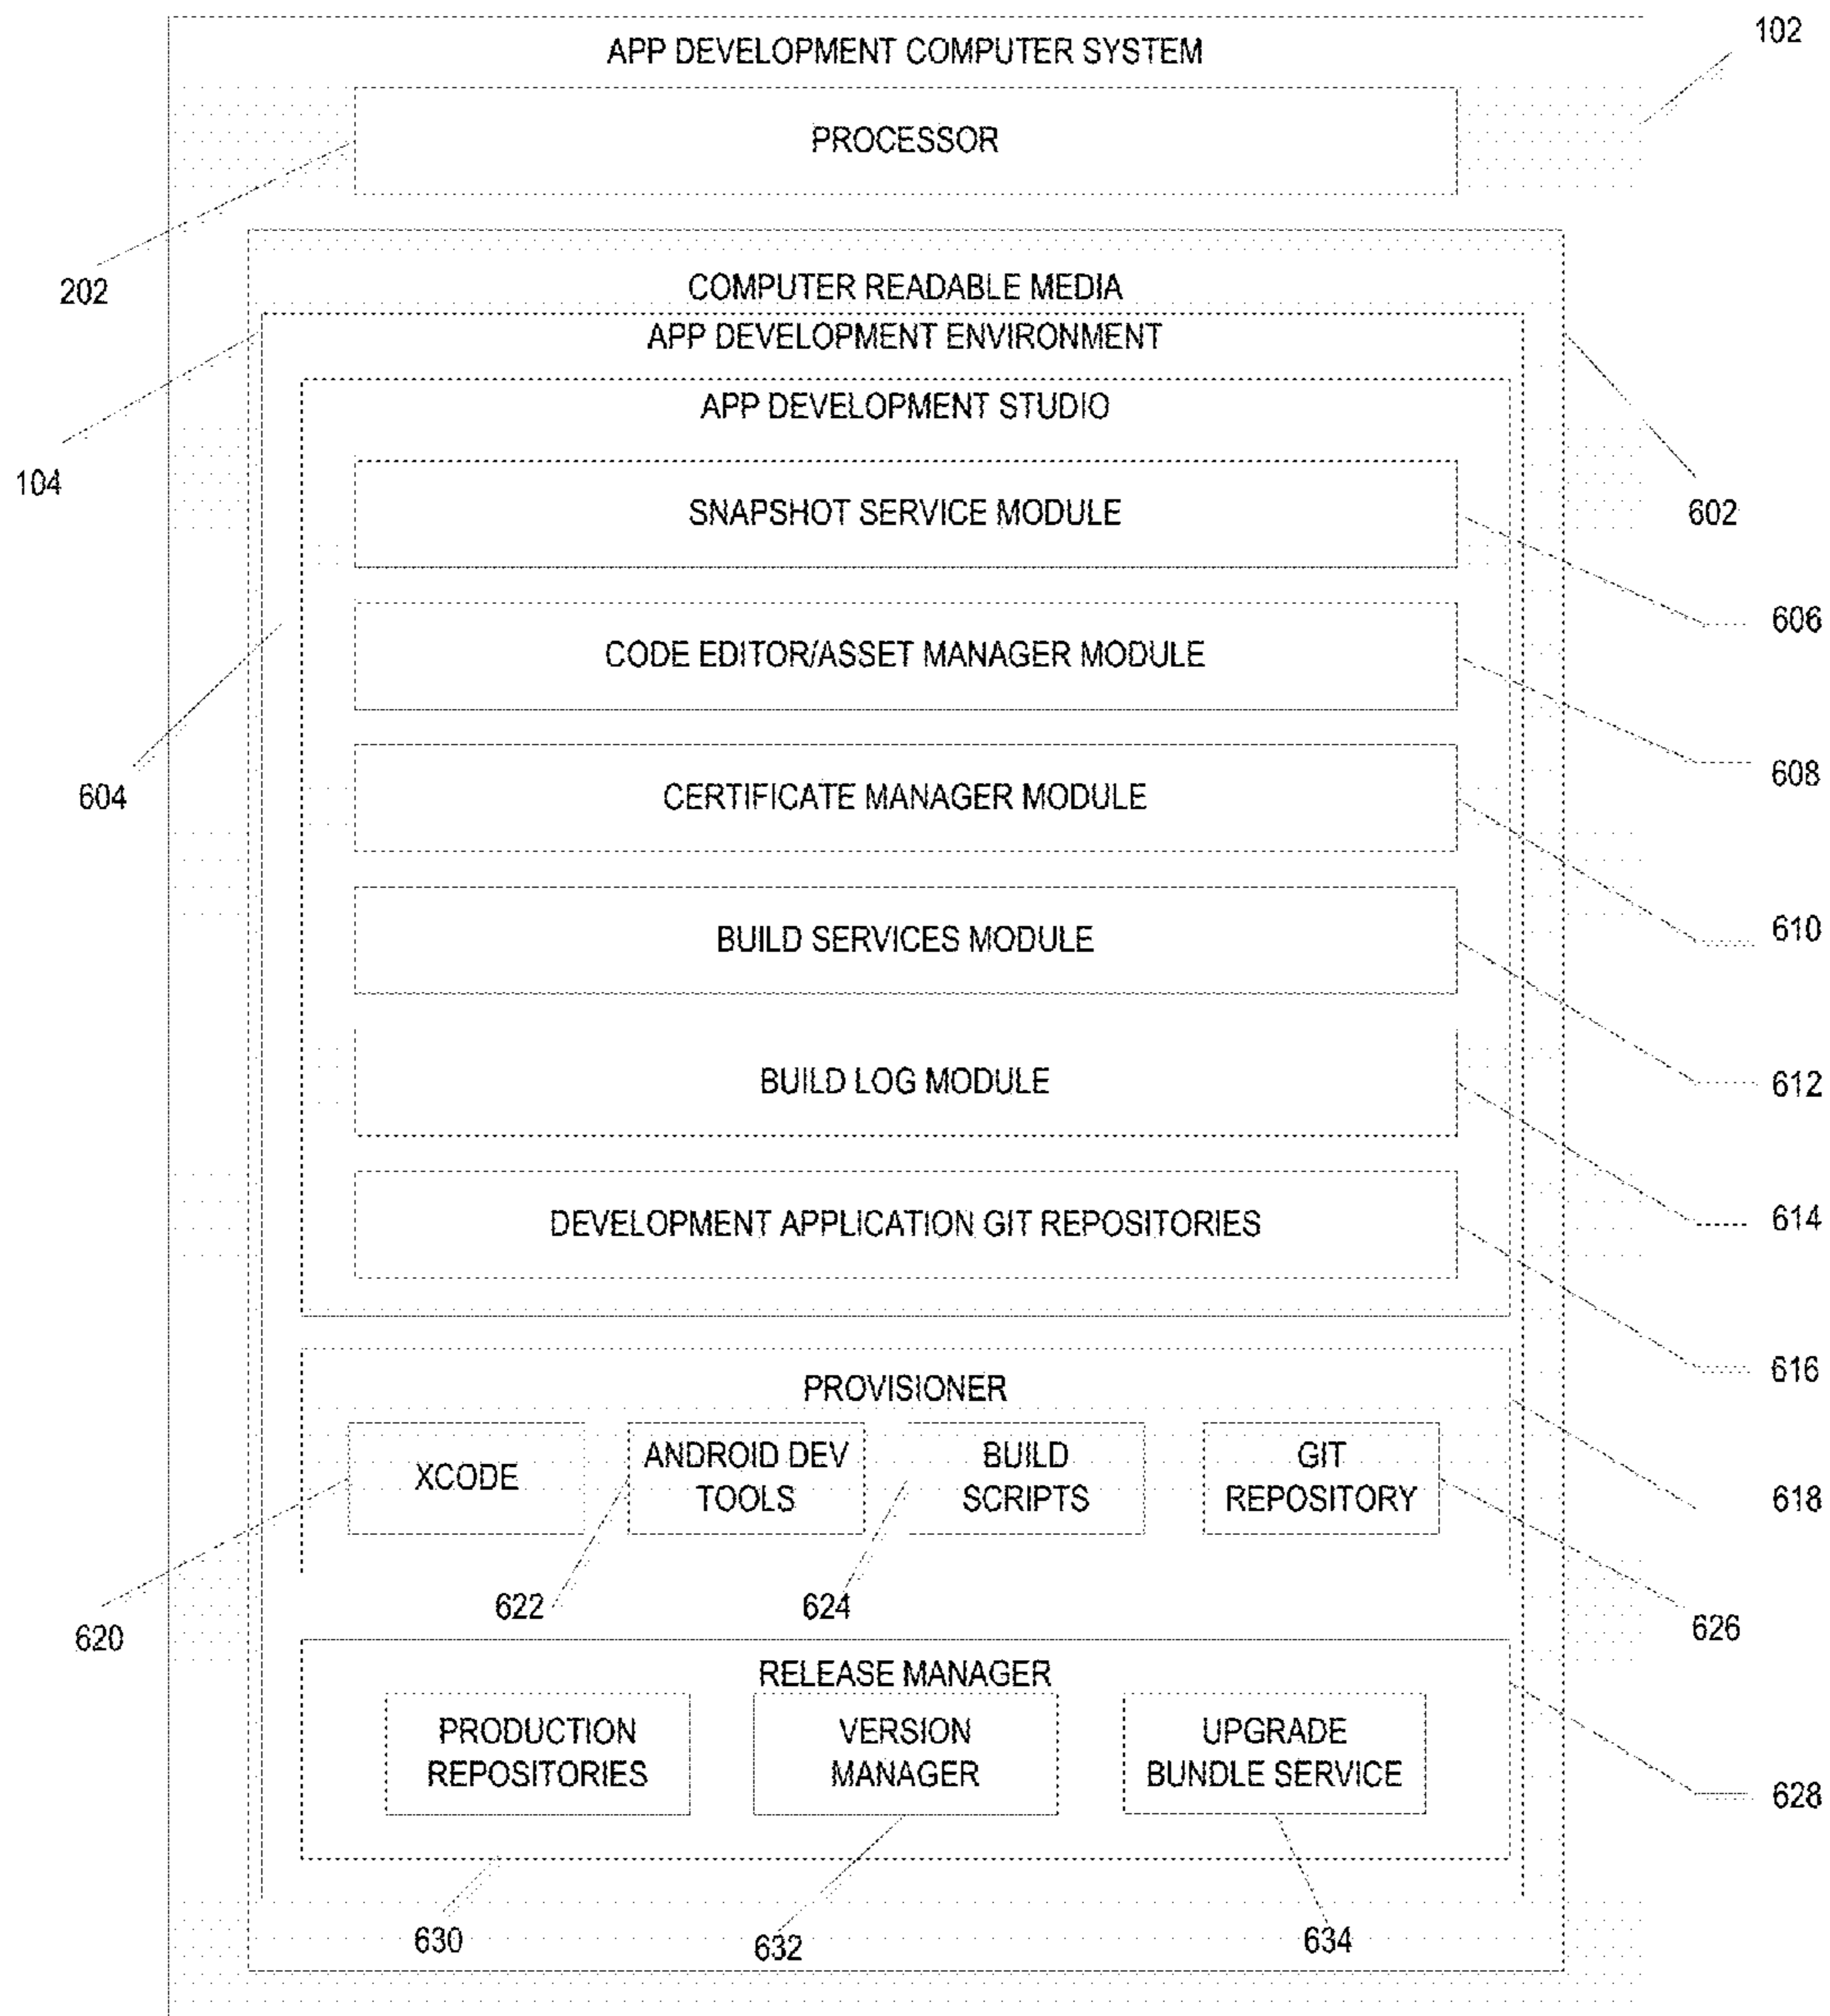 APP DEVELOPMENT COMPUTER SYSTEM
102
PROCESSOR
202
COMPUTER READABLE MEDIA
APP DEVELOPMENT ENVIRONMENT
APP DEVELOPMENT STUDIO
104
SNAPSHOT SERVICE MODULE
602
606
CODE EDITOR/ASSET MANAGER MODULE
608
604
CERTIFICATE MANAGER MODULE
610
BUILD SERVICES MODULE
612
BUILD LOG MODULE
614
DEVELOPMENT APPLICATION GIT REPOSITORIES
616
PROVISIONER
XCODE
ANDROID DEV
TOOLS
BUILD
SCRIPTS
GIT
REPOSITORY
618
620
622
624
626
RELEASE MANAGER
PRODUCTION
REPOSITORIES
VERSION
MANAGER
UPGRADE
BUNDLE SERVICE
628
630
632
634